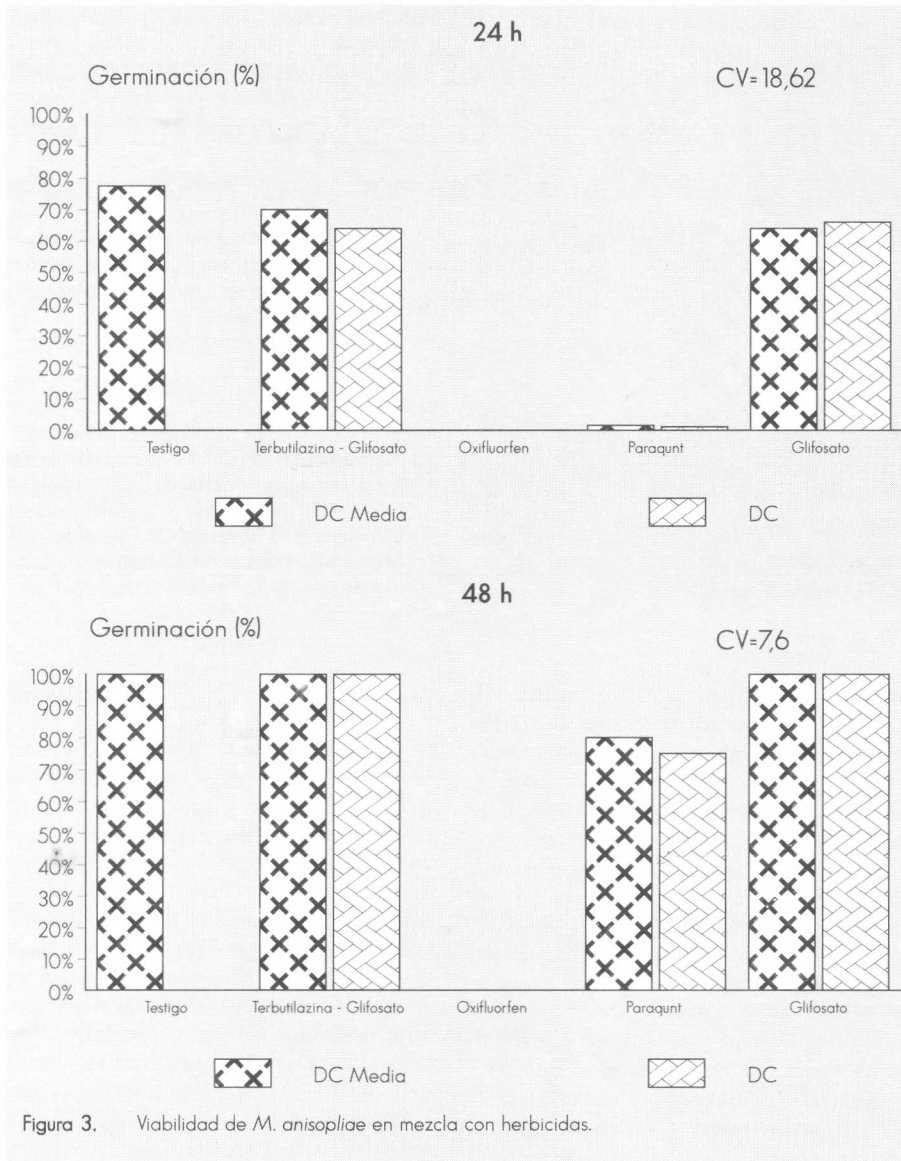 24 h
Germinación (%)
CV=18,62
100%
90%
80%
70%
60%
50%
40%
30%
20%
10%
0%
Testigo
Terbutilazina - Glifosato
Oxifluorfen
Paraqunt
Glifosato
DC Media
DC
48 h
Germinación (%)
CV=7,6
100%
90%
80%
70%
60%
50%
40%
30%
20%
10%
0%
Testigo
Terbutilazina - Glifosato
Oxifluorfen
Paraqunt
Glifosato
DC Media
DC
Figura 3. Viabilidad de M. anisopliae en mezcla con herbicidas.